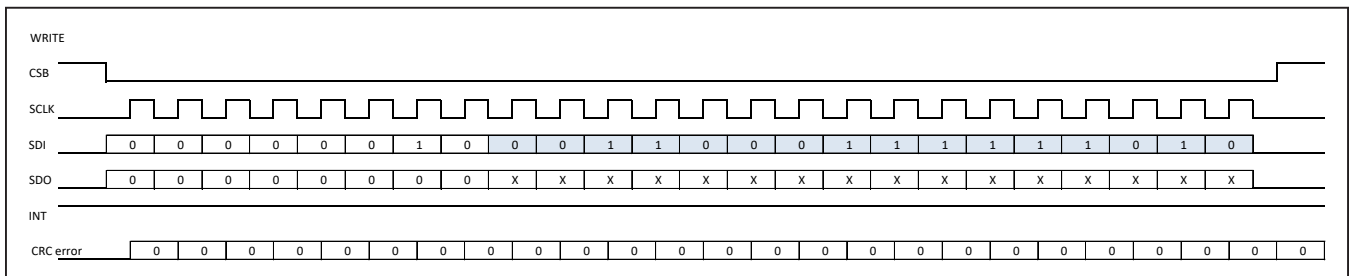 WRITE
CSB
SCLK
SDI 0 0 0 0 0 0 1 0 0 0 1 1 0 0 0 1 1 1 1 1 1 0 1 0
SDO 0 0 0 0 0 0 0 0 X X X X X X X X X X X X X X X X
INT
CRC error 0 0 0 0 0 0 0 0 0 0 0 0 0 0 0 0 0 0 0 0 0 0 0 0 0